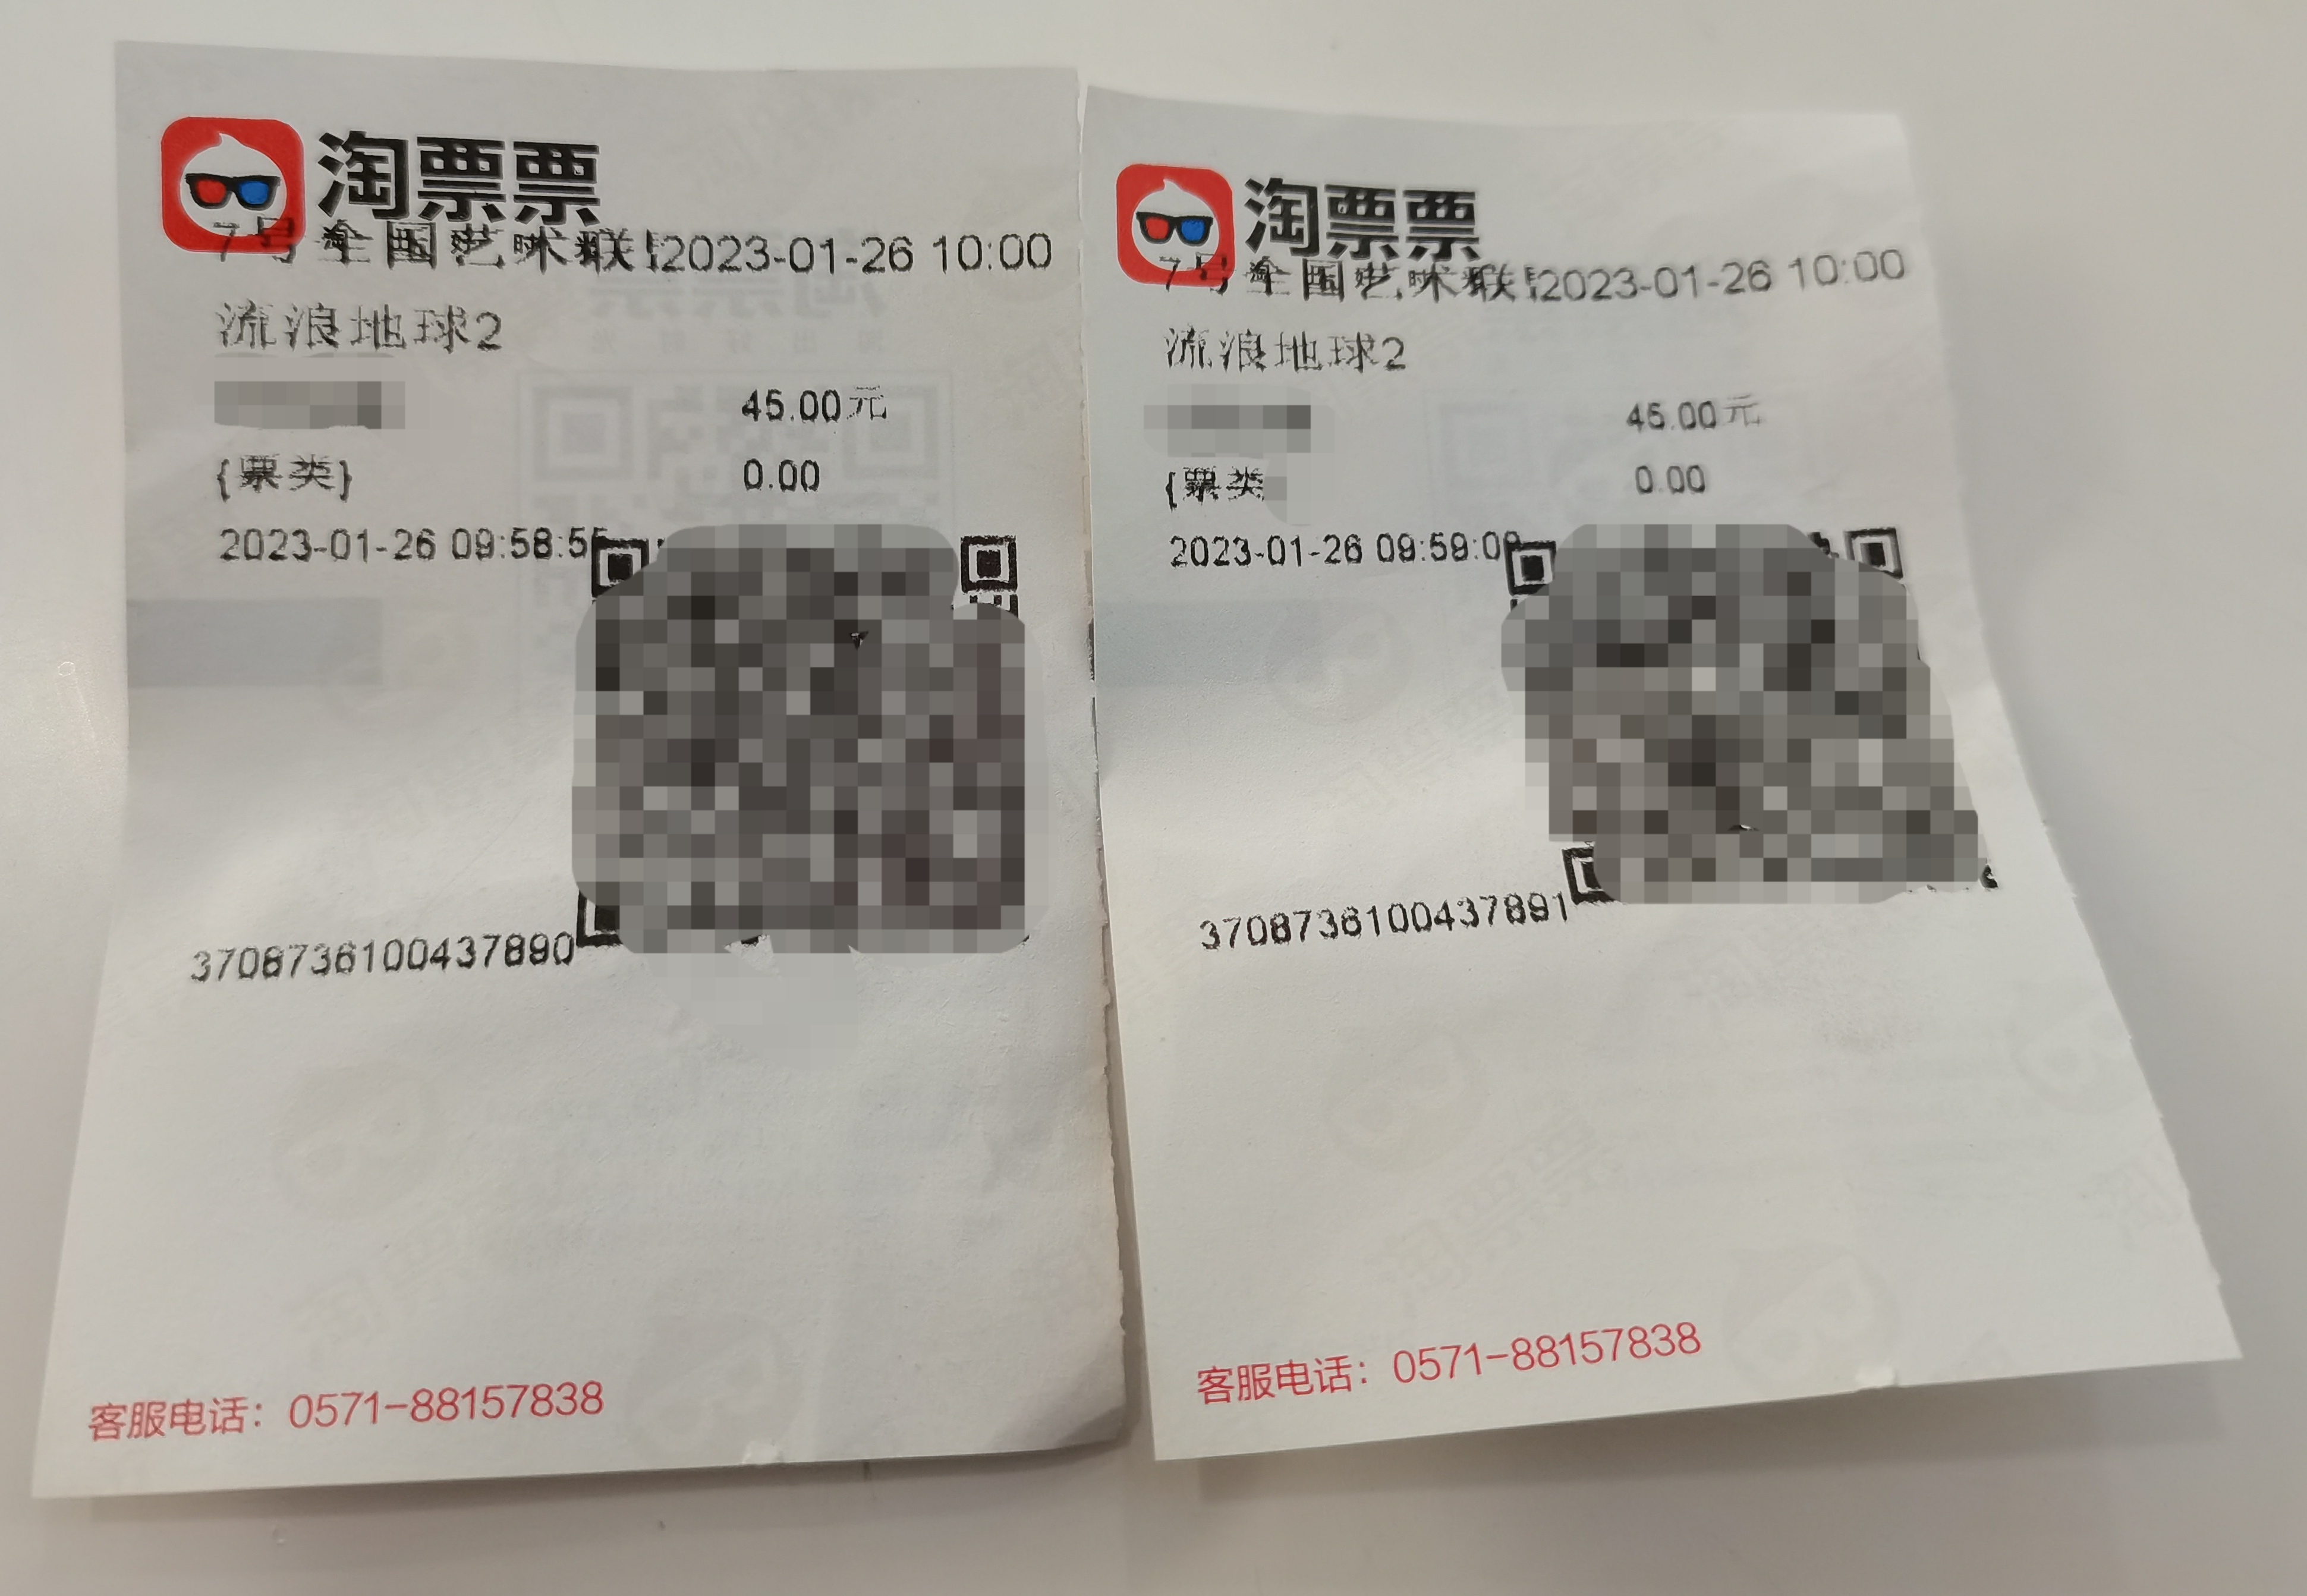 淘票票
7号全国艺术联 2023-01-26 10:00
流浪地球2
45.00元
{票类} 0.00
2023-01-26 09:58:55
3708736100437890
客服电话：0571-88157838
淘票票
7号全国艺术联 2023-01-26 10:00
流浪地球2
45.00元
{票类 0.00
2023-01-26 09:59:0
3708736100437891
客服电话：0571-88157838